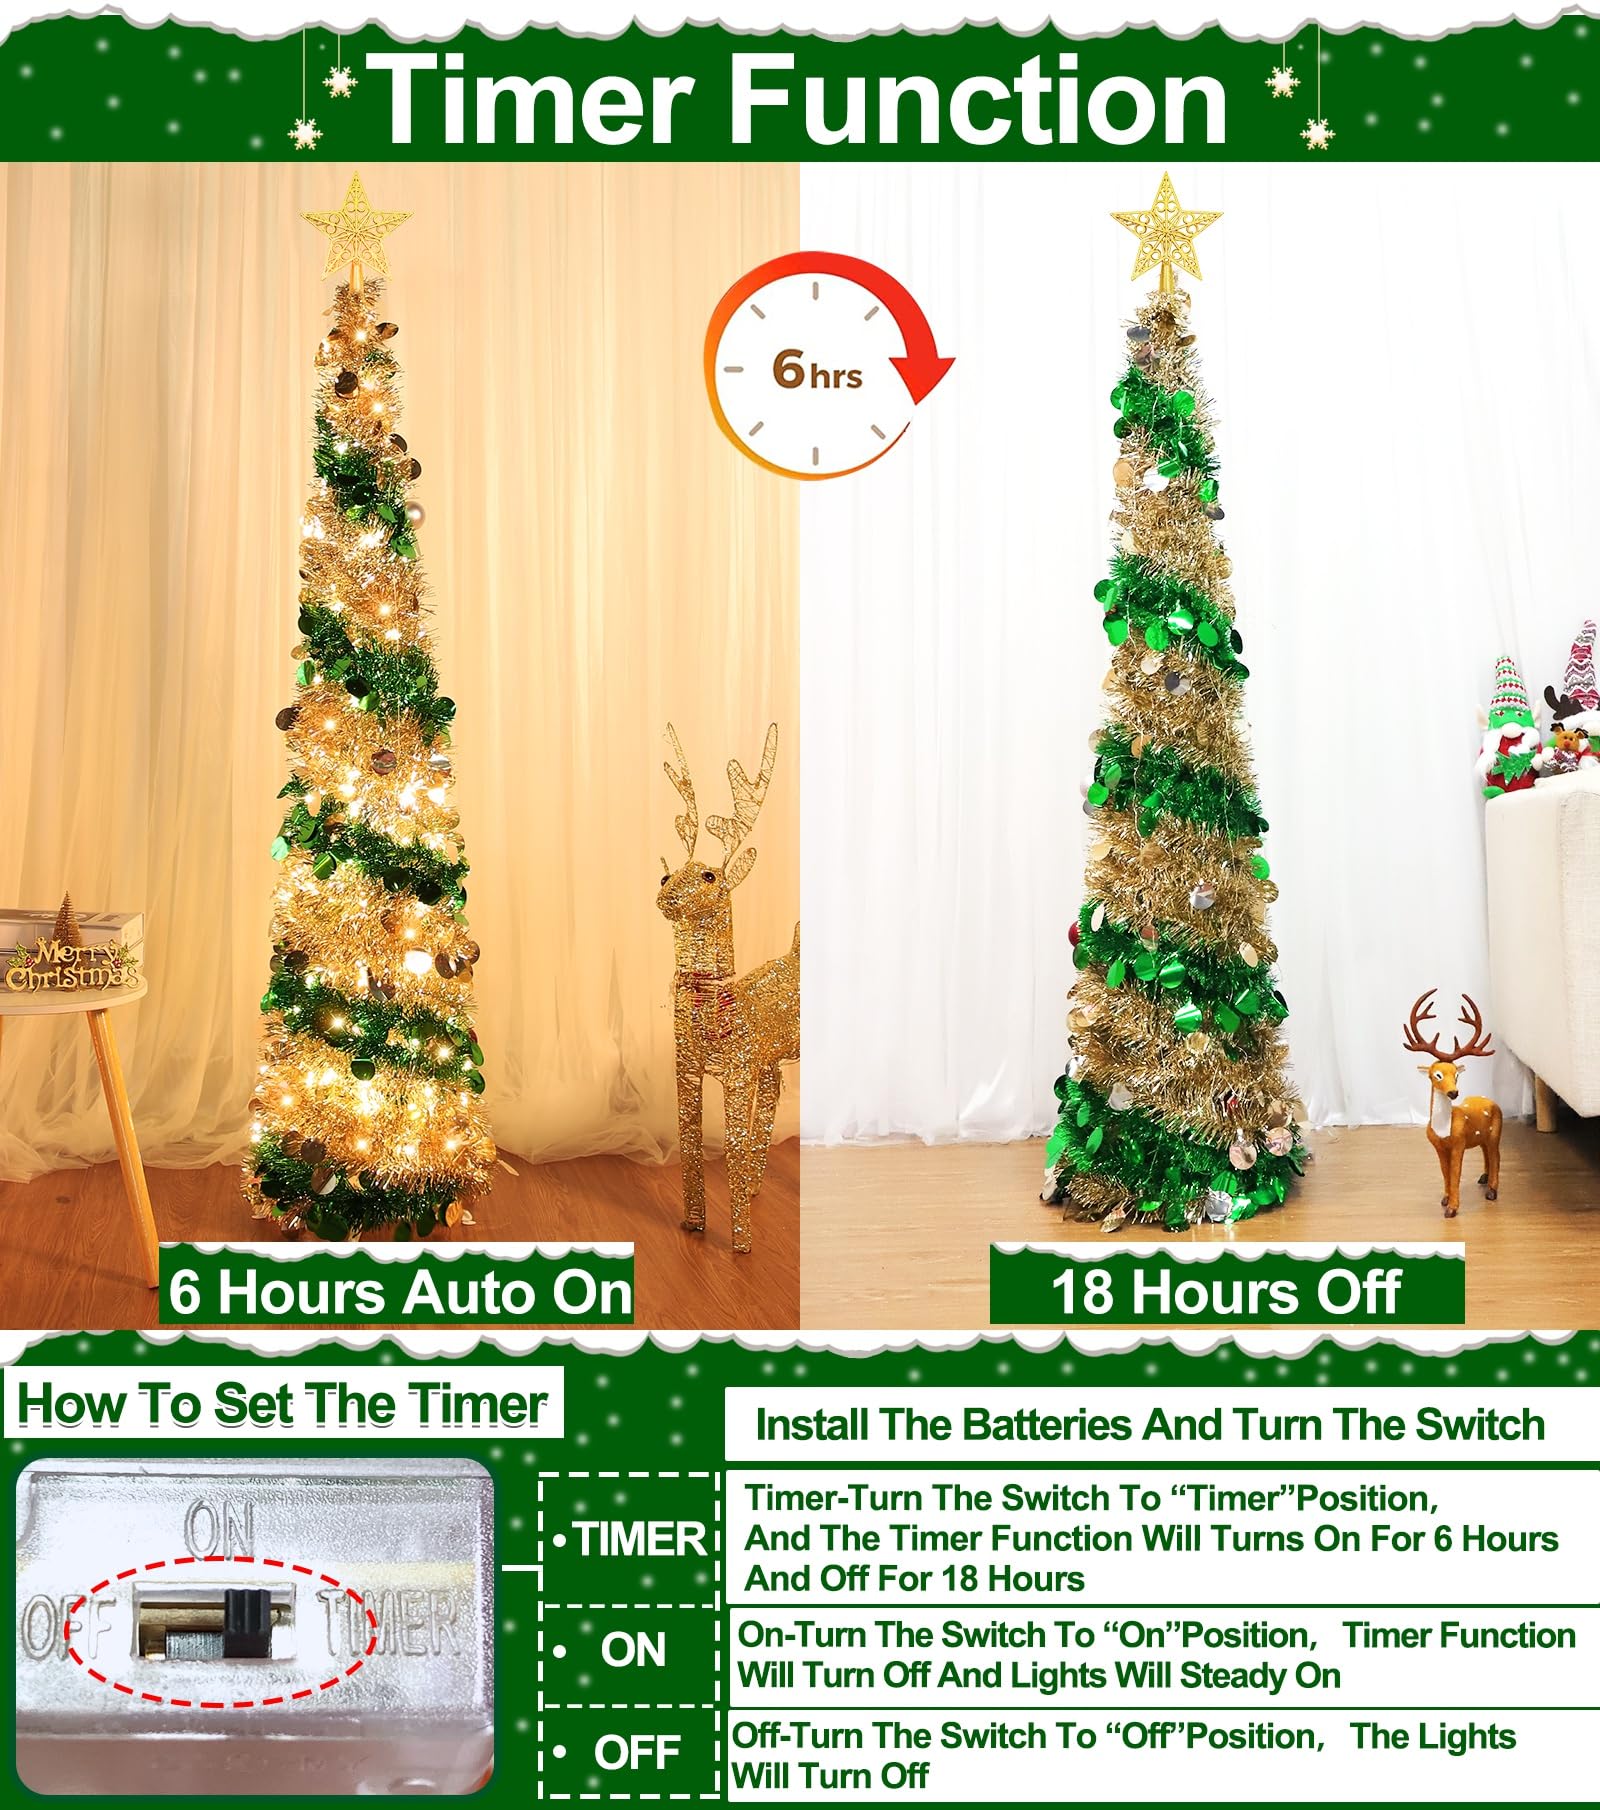 Timer Function
6 hrs
Merry
Christmas
6 Hours Auto On
18 Hours Off
How To Set The Timer
Install The Batteries And Turn The Switch
ON
OFF
TIMER
• TIMER
Timer-Turn The Switch To “Timer”Position,
And The Timer Function Will Turns On For 6 Hours
And Off For 18 Hours
• ON
On-Turn The Switch To “On”Position, Timer Function
Will Turn Off And Lights Will Steady On
• OFF
Off-Turn The Switch To “Off”Position, The Lights
Will Turn Off